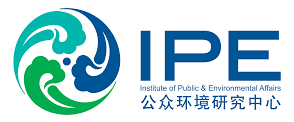 IPE
Institute of Public & Environmental Affairs
公众环境研究中心